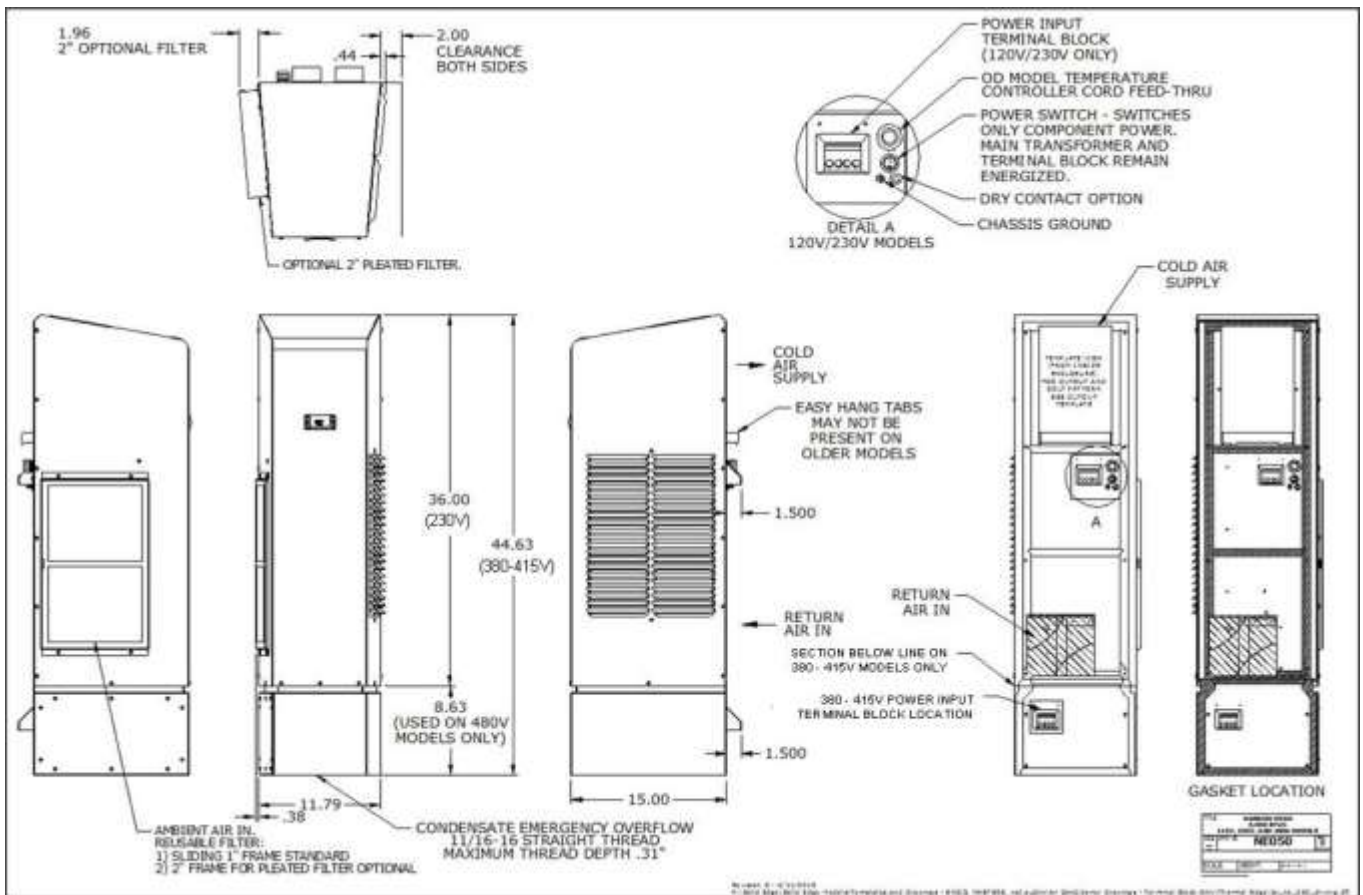 1.96
2" OPTIONAL FILTER
.44
2.00
CLEARANCE
BOTH SIDES
OPTIONAL 2" PLEATED FILTER.
POWER INPUT
TERMINAL BLOCK
(120V/230V ONLY)
OD MODEL TEMPERATURE
CONTROLLER CORD FEED-THRU
POWER SWITCH - SWITCHES
ONLY COMPONENT POWER.
MAIN TRANSFORMER AND
TERMINAL BLOCK REMAIN
ENERGIZED.
DRY CONTACT OPTION
CHASSIS GROUND
DETAIL A
120V/230V MODELS
COLD AIR
SUPPLY
COLD
AIR
SUPPLY
EASY HANG TABS
MAY NOT BE
PRESENT ON
OLDER MODELS
36.00
(230V)
44.63
(380-415V)
1.500
A
RETURN
AIR IN
RETURN
AIR IN
SECTION BELOW LINE ON
380 - 415V MODELS ONLY
380 - 415V POWER INPUT
TERMINAL BLOCK LOCATION
8.63
(USED ON 480V
MODELS ONLY)
1.500
11.79
.38
15.00
GASKET LOCATION
AMBIENT AIR IN.
REUSABLE FILTER:
1) SLIDING 1" FRAME STANDARD
2) 2" FRAME FOR PLEATED FILTER OPTIONAL
CONDENSATE EMERGENCY OVERFLOW
11/16-16 STRAIGHT THREAD
MAXIMUM THREAD DEPTH .31"
NE050